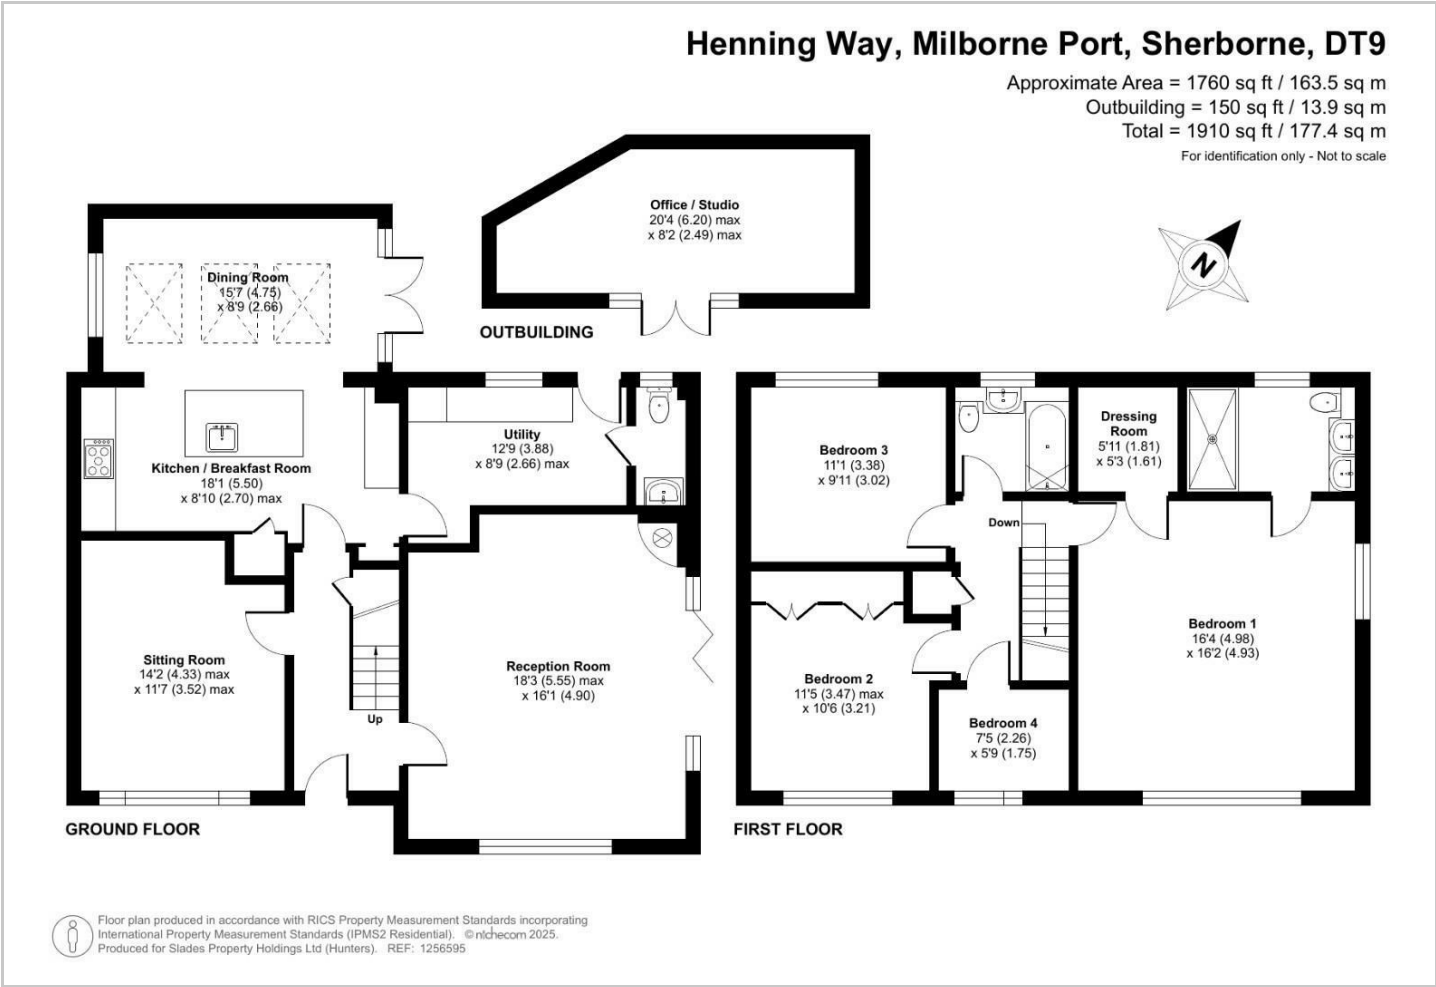 Henning Way, Milborne Port, Sherborne, DT9
Approximate Area = 1760 sq ft / 163.5 sq m
Outbuilding = 150 sq ft / 13.9 sq m
Total = 1910 sq ft / 177.4 sq m
For identification only - Not to scale
Office / Studio
20'4 (6.20) max
x 8'2 (2.49) max
OUTBUILDING
N
Dining Room
15'7 (4.75)
x 8'9 (2.66)
Kitchen / Breakfast Room
18'1 (5.50)
x 8'10 (2.70) max
Utility
12'9 (3.88)
x 8'9 (2.66) max
Sitting Room
14'2 (4.33) max
x 11'7 (3.52) max
Up
Reception Room
18'3 (5.55) max
x 16'1 (4.90)
GROUND FLOOR
Bedroom 3
11'1 (3.38)
x 9'11 (3.02)
Dressing
Room
5'11 (1.81)
x 5'3 (1.61)
Down
Bedroom 1
16'4 (4.98)
x 16'2 (4.93)
Bedroom 2
11'5 (3.47) max
x 10'6 (3.21)
Bedroom 4
7'5 (2.26)
x 5'9 (1.75)
FIRST FLOOR
Floor plan produced in accordance with RICS Property Measurement Standards incorporating
International Property Measurement Standards (IPMS2 Residential). © nichecom 2025.
Produced for Slades Property Holdings Ltd (Hunters). REF: 1256595